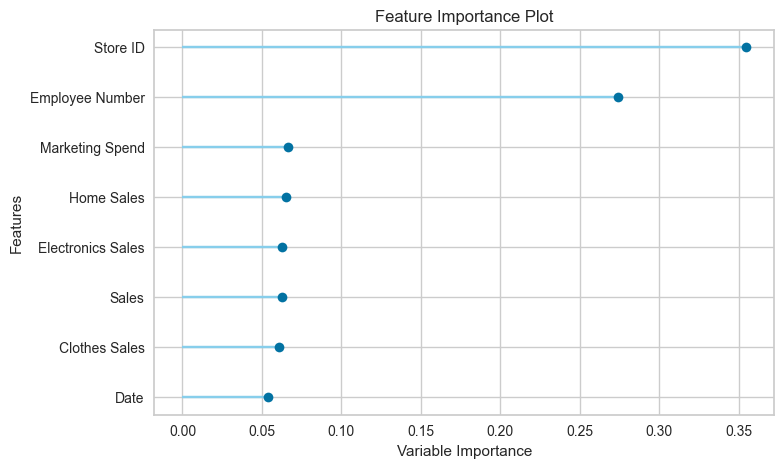 Feature Importance Plot
Store ID
Employee Number
Marketing Spend
Home Sales
Electronics Sales
Sales
Clothes Sales
Date
Features
0.00 0.05 0.10 0.15 0.20 0.25 0.30 0.35
Variable Importance